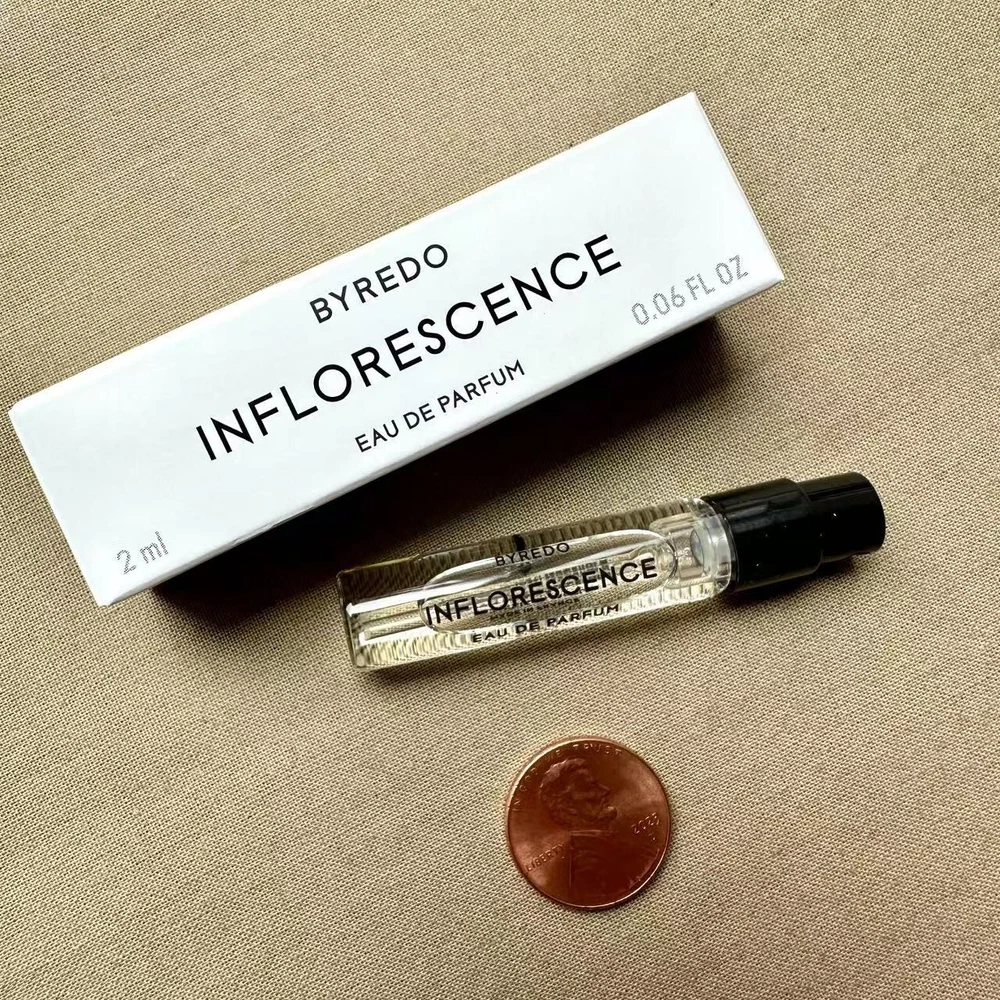 BYREDO
INFLORESCENCE
EAU DE PARFUM
2 ml
0.06 FL OZ
BYREDO
INFLORESCENCE
EAU DE PARFUM
LIBERTY